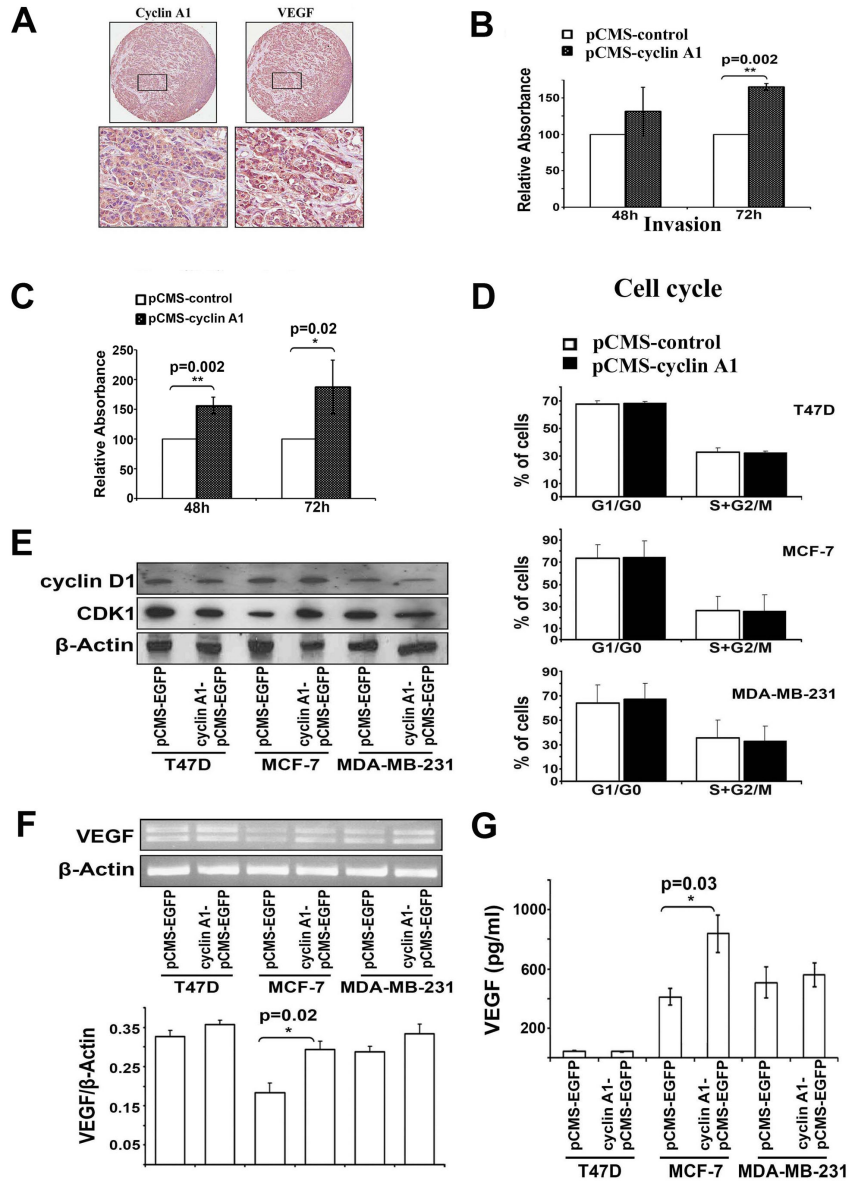 A
Cyclin A1 VEGF
B
pCMS-control
pCMS-cyclin A1
p=0.002
**
Relative Absorbance
150
100
50
0
48h 72h
Invasion
C
pCMS-control
pCMS-cyclin A1
p=0.002
**
p=0.02
*
Relative Absorbance
250
200
150
100
50
0
48h 72h
D
Cell cycle
pCMS-control
pCMS-cyclin A1
T47D
% of cells
70
50
30
10
0
G1/G0 S+G2/M
MCF-7
% of cells
90
70
50
30
10
0
G1/G0 S+G2/M
MDA-MB-231
% of cells
90
70
50
30
10
0
G1/G0 S+G2/M
E
cyclin D1
CDK1
β-Actin
pCMS-EGFP
cyclin A1-
pCMS-EGFP
pCMS-EGFP
cyclin A1-
pCMS-EGFP
pCMS-EGFP
cyclin A1-
pCMS-EGFP
T47D MCF-7 MDA-MB-231
F
VEGF
β-Actin
pCMS-EGFP
cyclin A1-
pCMS-EGFP
pCMS-EGFP
cyclin A1-
pCMS-EGFP
pCMS-EGFP
cyclin A1-
pCMS-EGFP
T47D MCF-7 MDA-MB-231
p=0.02
*
VEGF/β-Actin
0.35
0.25
0.15
0.05
G
p=0.03
*
VEGF (pg/ml)
1000
600
400
200
pCMS-EGFP
cyclin A1-
pCMS-EGFP
pCMS-EGFP
cyclin A1-
pCMS-EGFP
pCMS-EGFP
cyclin A1-
pCMS-EGFP
T47D MCF-7 MDA-MB-231